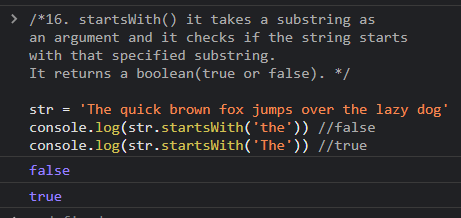 /*16. startsWith() it takes a substring as
an argument and it checks if the string starts
with that specified substring.
It returns a boolean(true or false). */
str = 'The quick brown fox jumps over the lazy dog'
console.log(str.startsWith('the')) //false
console.log(str.startsWith('The')) //true
false
true